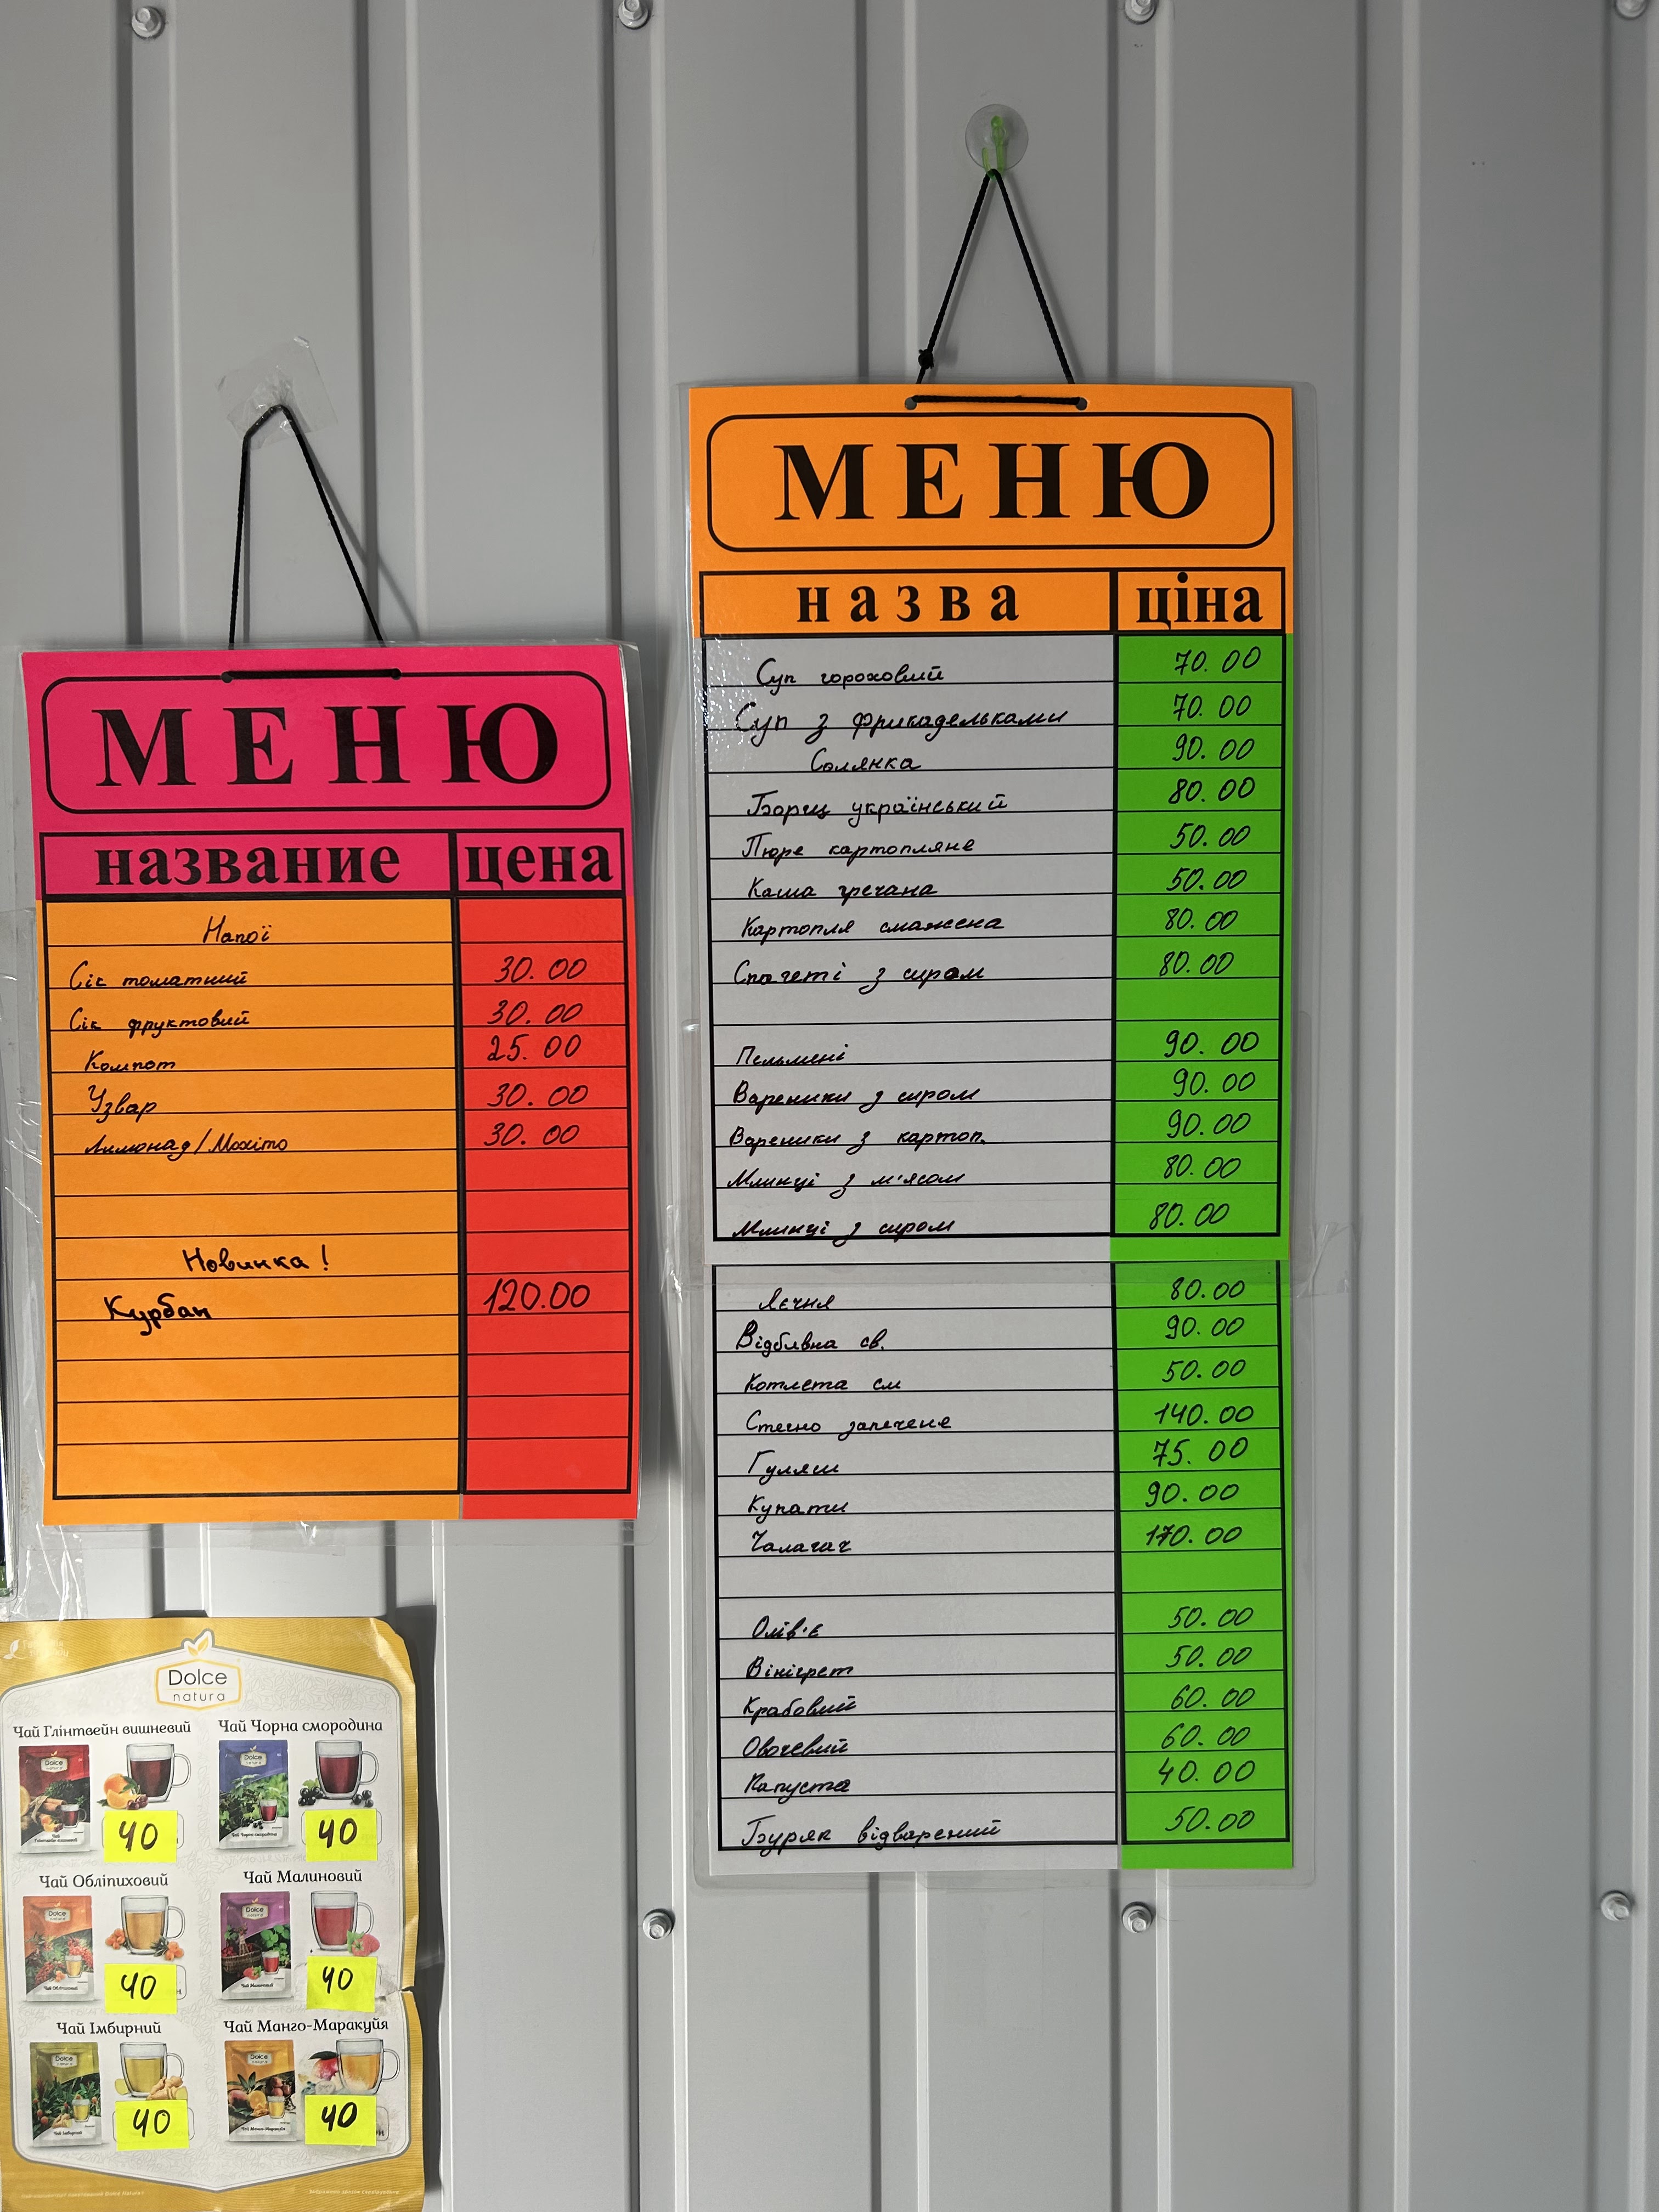 МЕНЮ
название цена
Напої
Сік томатний 30.00
Сік фруктовий 30.00
Компот 25.00
Узвар 30.00
Лимонад/Мохіто 30.00
Новинка!
Курбан 120.00
МЕНЮ
назва ціна
Суп гороховий 70.00
Суп з фрикадельками 70.00
Солянка 90.00
Борщ український 80.00
Пюре картопляне 50.00
Каша гречана 50.00
Картопля смажена 80.00
Спагеті з сиром 80.00
Пельмені 90.00
Вареники з сиром 90.00
Вареники з картоп. 90.00
Млинці з м'ясом 80.00
Млинці з сиром 80.00
Яєчня 80.00
Відбивна св. 90.00
Котлета см 50.00
Стегно запечене 140.00
Гуляш 75.00
Купати 90.00
Чалагач 170.00
Олів'є 50.00
Вінігрет 50.00
Крабовий 60.00
Овочевий 60.00
Капуста 40.00
Буряк відварений 50.00
Dolce
natura
Чай Глінтвейн вишневий Чай Чорна смородина
40 40
Чай Обліпиховий Чай Малиновий
40 40
Чай Імбирний Чай Манго-Маракуйя
40 40